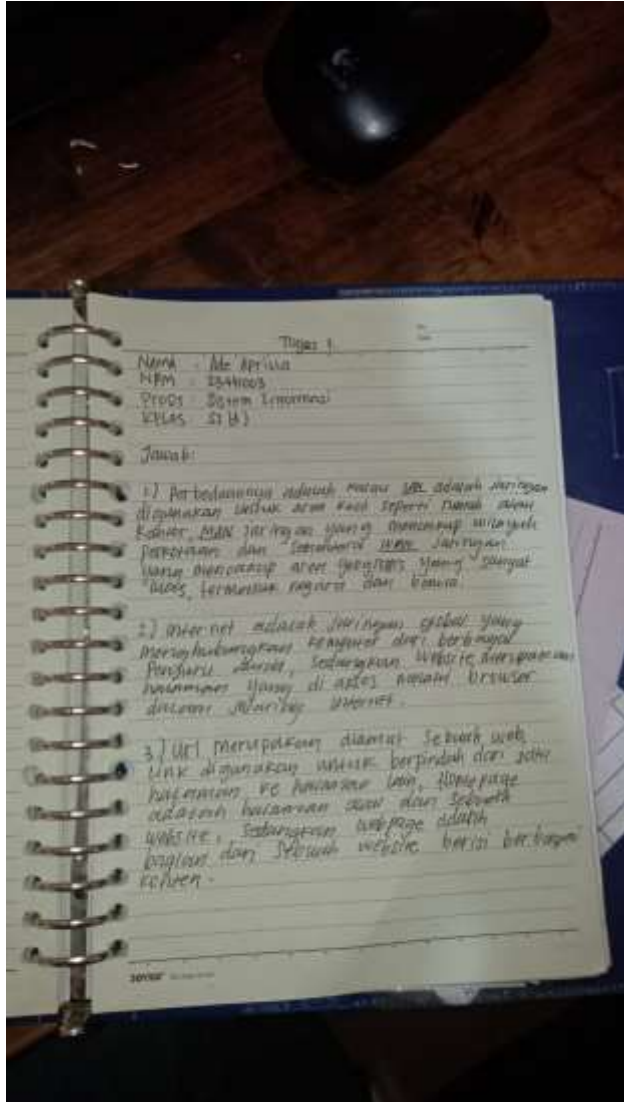 Tugas 1.
Nama : Ade Aprilia
NPM : 23441003
Prodi : Sistem Informasi
Kelas : SI (A)
Jawab:
1.) Perbedaannya adalah kalau LAN adalah jaringan
digunakan untuk area kecil seperti rumah atau
kantor, MAN jaringan yang mencakup wilayah
perkotaan dan sementara WAN jaringan
yang mencakup area geografis yang sangat
luas, termasuk negara dan benua.
2.) Internet adalah jaringan global yang
menghubungkan komputer dari berbagai
penjuru dunia, sedangkan website merupakan
halaman yang di akses melalui browser
dalam jaringan internet.
3.) Url merupakan alamat sebuah web,
Link digunakan untuk berpindah dari satu
halaman ke halaman lain, Homepage
adalah halaman awal dari sebuah
website, sedangkan webpage adalah
bagian dari sebuah website berisi berbagai
konten.